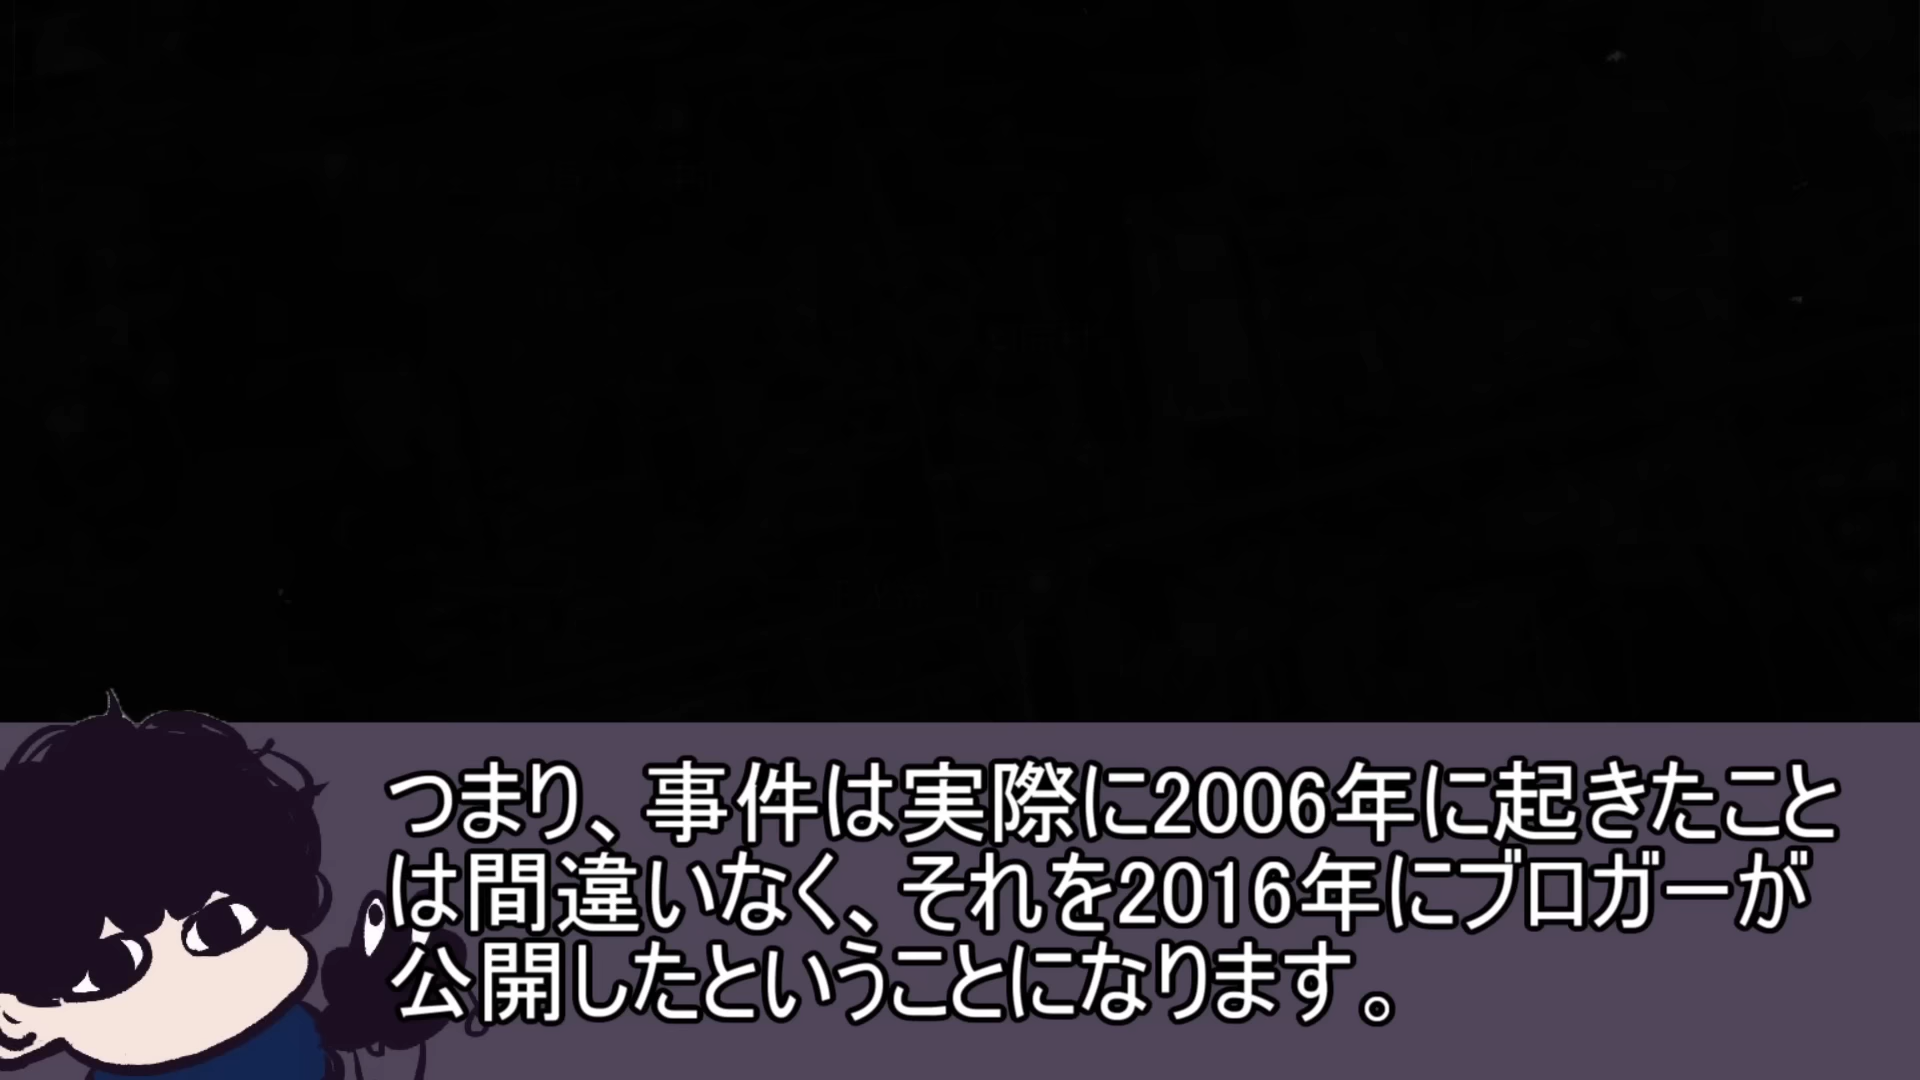 つまり、事件は実際に2006年に起きたこと
は間違いなく、それを2016年にブロガーが
公開したということになります。